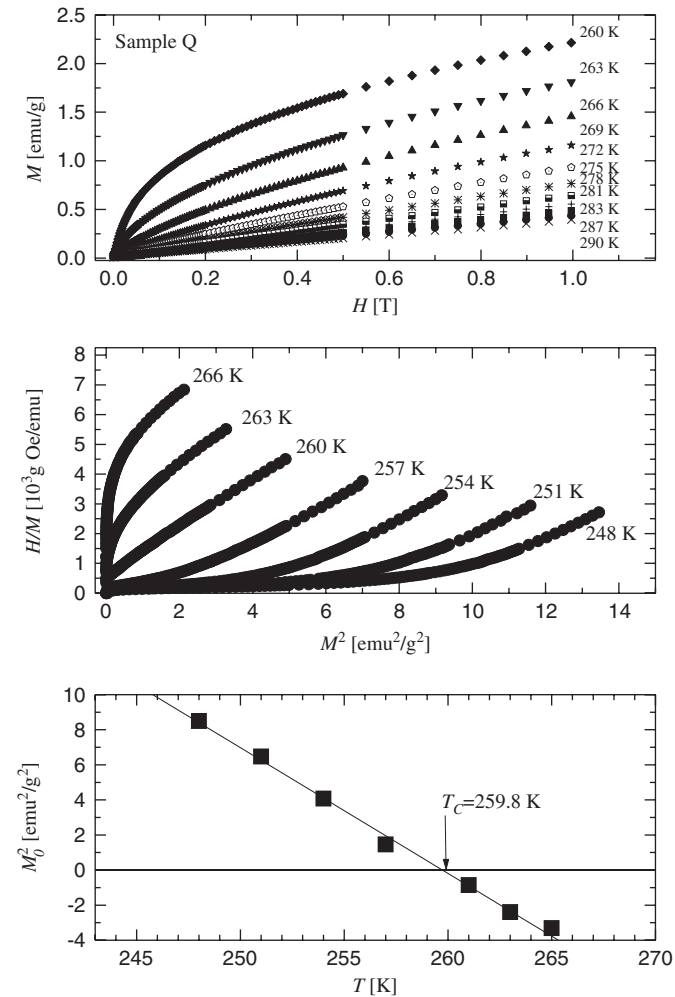 Sample Q
2.5
2.0
1.5
1.0
0.5
0.0
M [emu/g]
260 K
263 K
266 K
269 K
272 K
275 K
278 K
281 K
283 K
287 K
290 K
0.0 0.2 0.4 0.6 0.8 1.0
H [T]
8
7
6
5
4
3
2
1
0
H/M [10³g Oe/emu]
266 K
263 K
260 K
257 K
254 K
251 K
248 K
0 2 4 6 8 10 12 14
M² [emu²/g²]
10
8
6
4
2
0
-2
-4
M₀² [emu²/g²]
T_C=259.8 K
245 250 255 260 265 270
T [K]